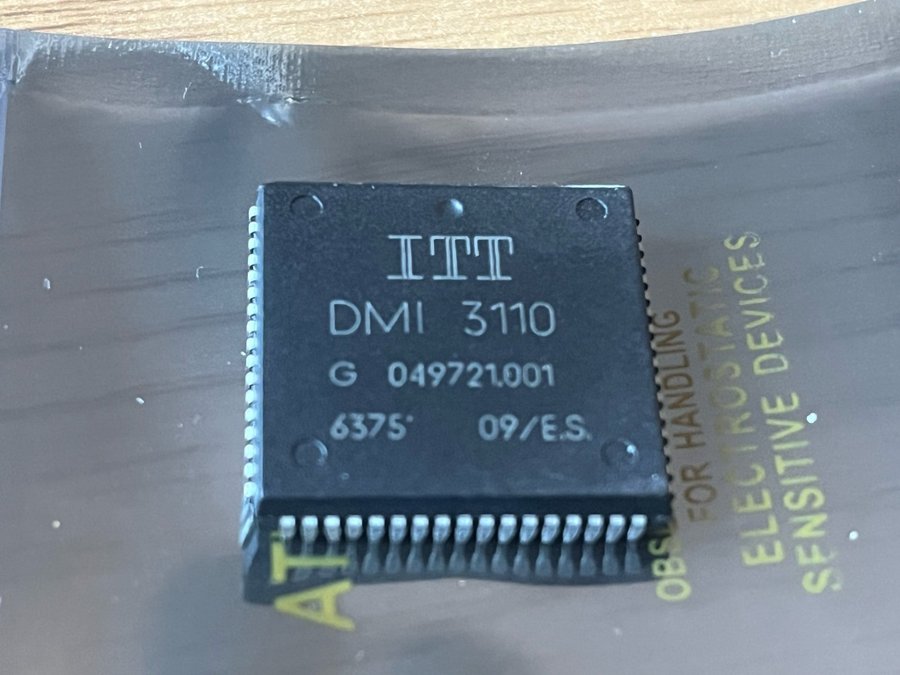 ITT
DMI 3110
G 049721.001
6375 09/E.S.
FOR HANDLING
ELECTROSTATIC
SENSITIVE DEVICES